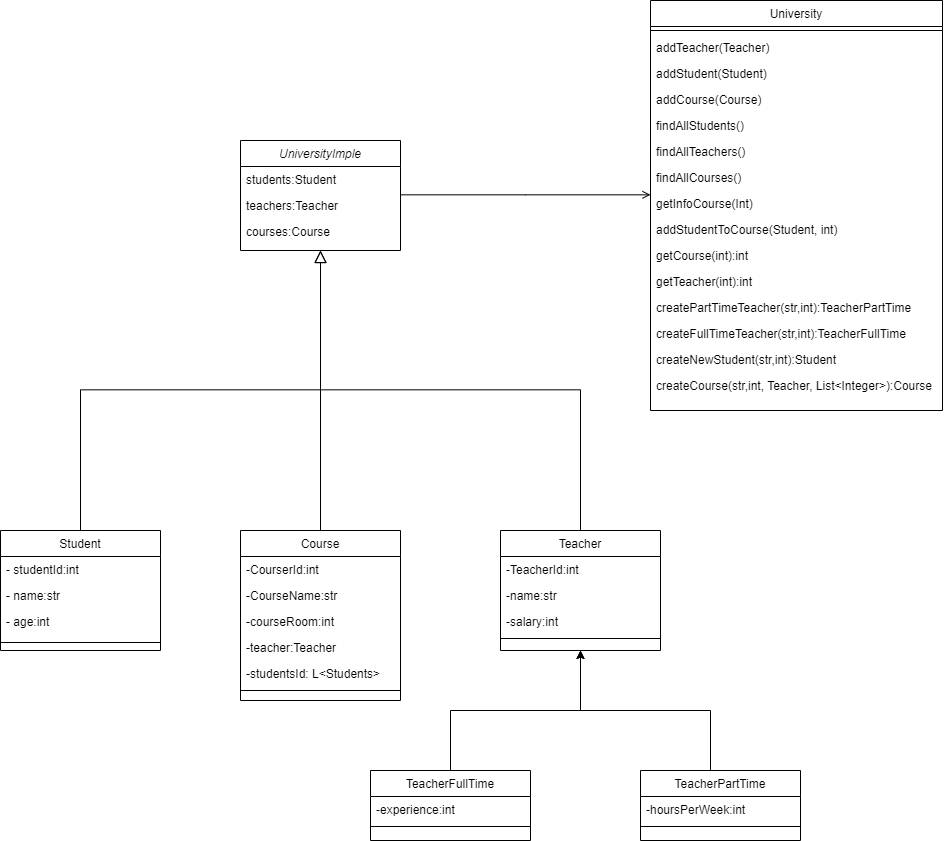 University
addTeacher(Teacher)
addStudent(Student)
addCourse(Course)
findAllStudents()
findAllTeachers()
findAllCourses()
getInfoCourse(Int)
addStudentToCourse(Student, int)
getCourse(int):int
getTeacher(int):int
createPartTimeTeacher(str,int):TeacherPartTime
createFullTimeTeacher(str,int):TeacherFullTime
createNewStudent(str,int):Student
createCourse(str,int, Teacher, List<Integer>):Course
UniversityImple
students:Student
teachers:Teacher
courses:Course
Student
- studentId:int
- name:str
- age:int
Course
-CourserId:int
-CourseName:str
-courseRoom:int
-teacher:Teacher
-studentsId: L<Students>
Teacher
-TeacherId:int
-name:str
-salary:int
TeacherFullTime
-experience:int
TeacherPartTime
-hoursPerWeek:int